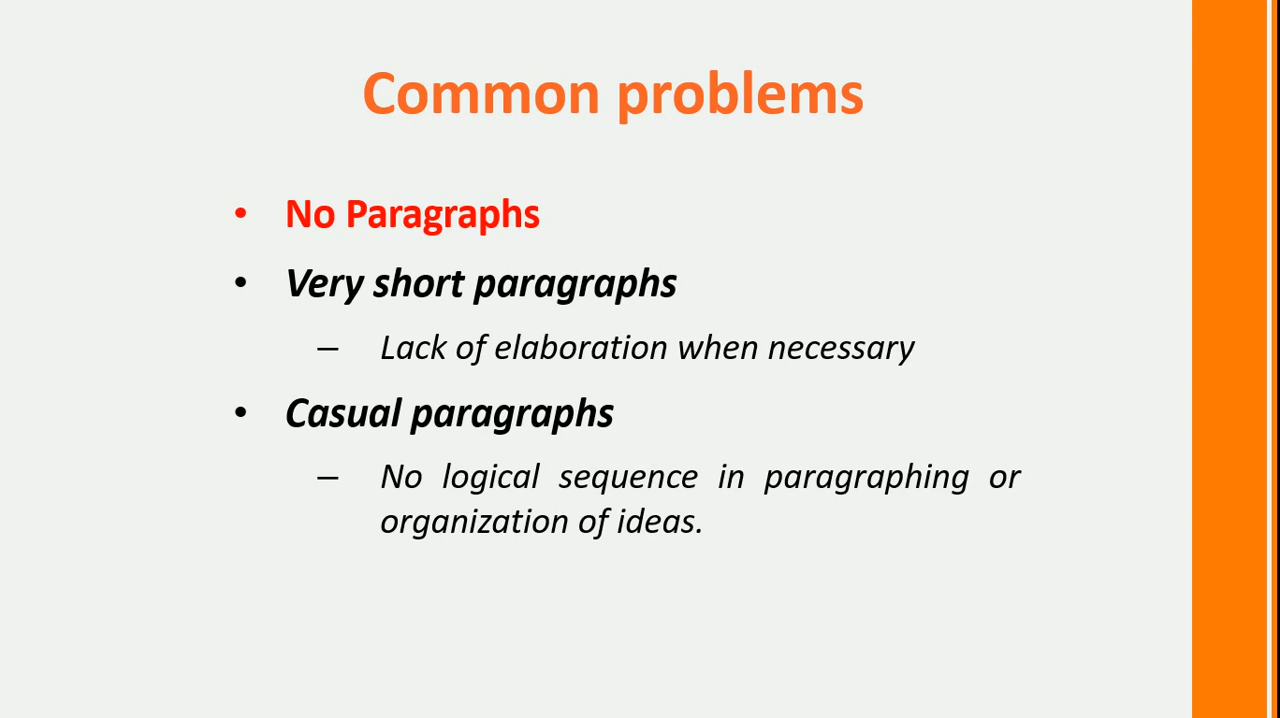 Common problems
• No Paragraphs
• Very short paragraphs
– Lack of elaboration when necessary
• Casual paragraphs
– No logical sequence in paragraphing or
organization of ideas.